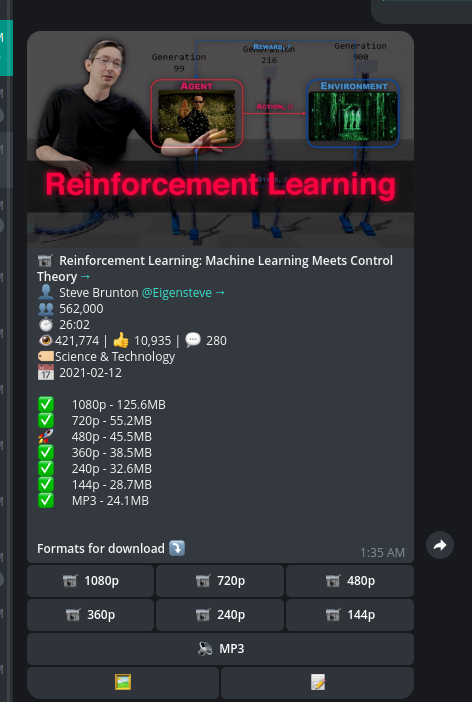 Generation
99
Generation
216
Generation
900
AGENT
ENVIRONMENT
Reinforcement Learning
Reinforcement Learning: Machine Learning Meets Control
Theory →
Steve Brunton @Eigensteve →
562,000
26:02
421,774 | 👍 10,935 | 💬 280
Science & Technology
2021-02-12
1080p - 125.6MB
720p - 55.2MB
480p - 45.5MB
360p - 38.5MB
240p - 32.6MB
144p - 28.7MB
MP3 - 24.1MB
Formats for download
1:35 AM
1080p
720p
480p
360p
240p
144p
MP3